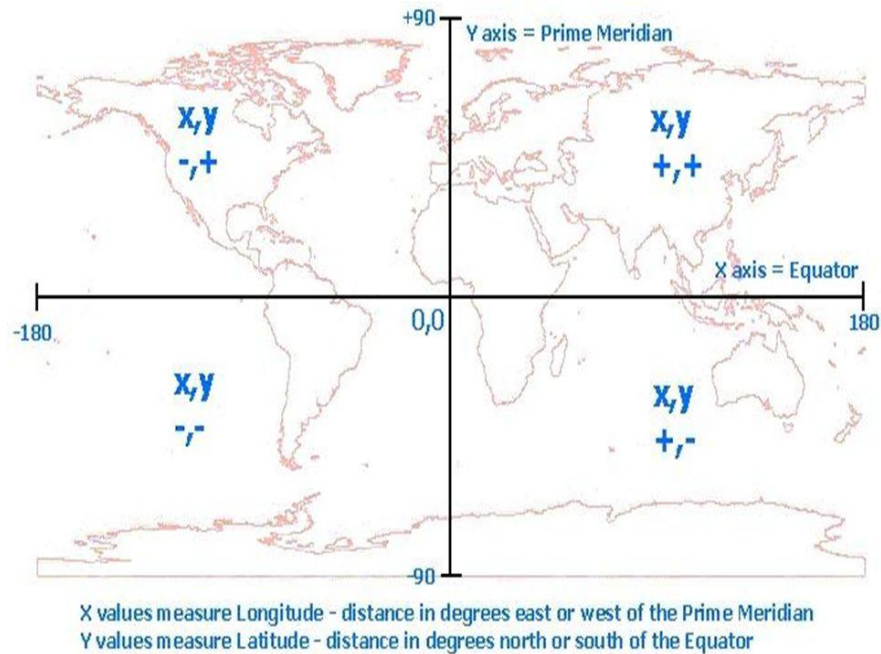 +90
Y axis = Prime Meridian
x,y
-,+
x,y
+,+
X axis = Equator
-180
0,0
180
x,y
-,-
x,y
+,-
-90
X values measure Longitude - distance in degrees east or west of the Prime Meridian
Y values measure Latitude - distance in degrees north or south of the Equator